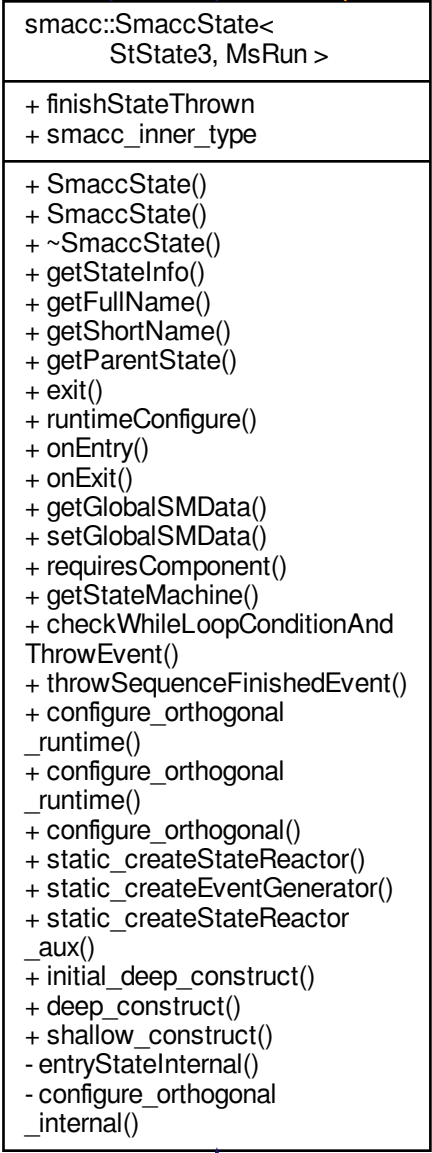 smacc::SmaccState<
StState3, MsRun >
+ finishStateThrown
+ smacc_inner_type
+ SmaccState()
+ SmaccState()
+ ~SmaccState()
+ getStateInfo()
+ getFullName()
+ getShortName()
+ getParentState()
+ exit()
+ runtimeConfigure()
+ onEntry()
+ onExit()
+ getGlobalSMData()
+ setGlobalSMData()
+ requiresComponent()
+ getStateMachine()
+ checkWhileLoopConditionAnd
ThrowEvent()
+ throwSequenceFinishedEvent()
+ configure_orthogonal
_runtime()
+ configure_orthogonal
_runtime()
+ configure_orthogonal()
+ static_createStateReactor()
+ static_createEventGenerator()
+ static_createStateReactor
_aux()
+ initial_deep_construct()
+ deep_construct()
+ shallow_construct()
- entryStateInternal()
- configure_orthogonal
_internal()